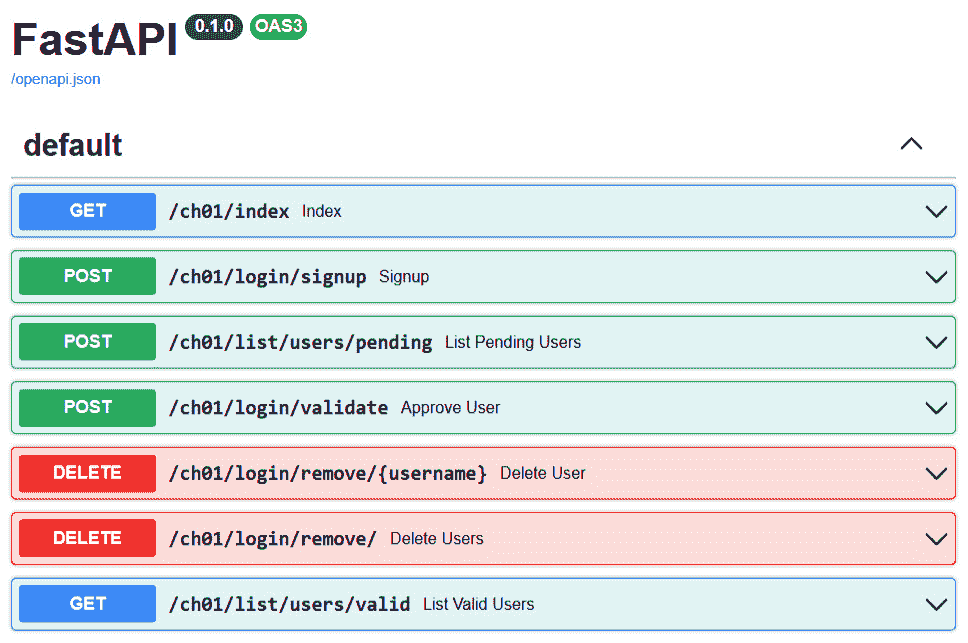 FastAPI 0.1.0 OAS3
/openapi.json
default
GET /ch01/index Index
POST /ch01/login/signup Signup
POST /ch01/list/users/pending List Pending Users
POST /ch01/login/validate Approve User
DELETE /ch01/login/remove/{username} Delete User
DELETE /ch01/login/remove/ Delete Users
GET /ch01/list/users/valid List Valid Users